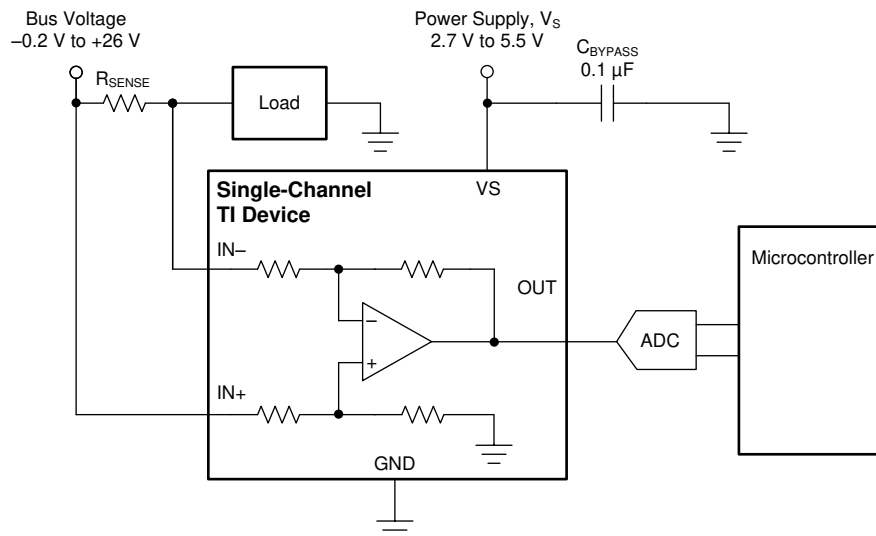 Bus Voltage
–0.2 V to +26 V
Power Supply, VS
2.7 V to 5.5 V
CBYPASS
0.1 µF
RSENSE
Load
Single-Channel
TI Device
VS
IN–
OUT
Microcontroller
–
ADC
+
IN+
GND